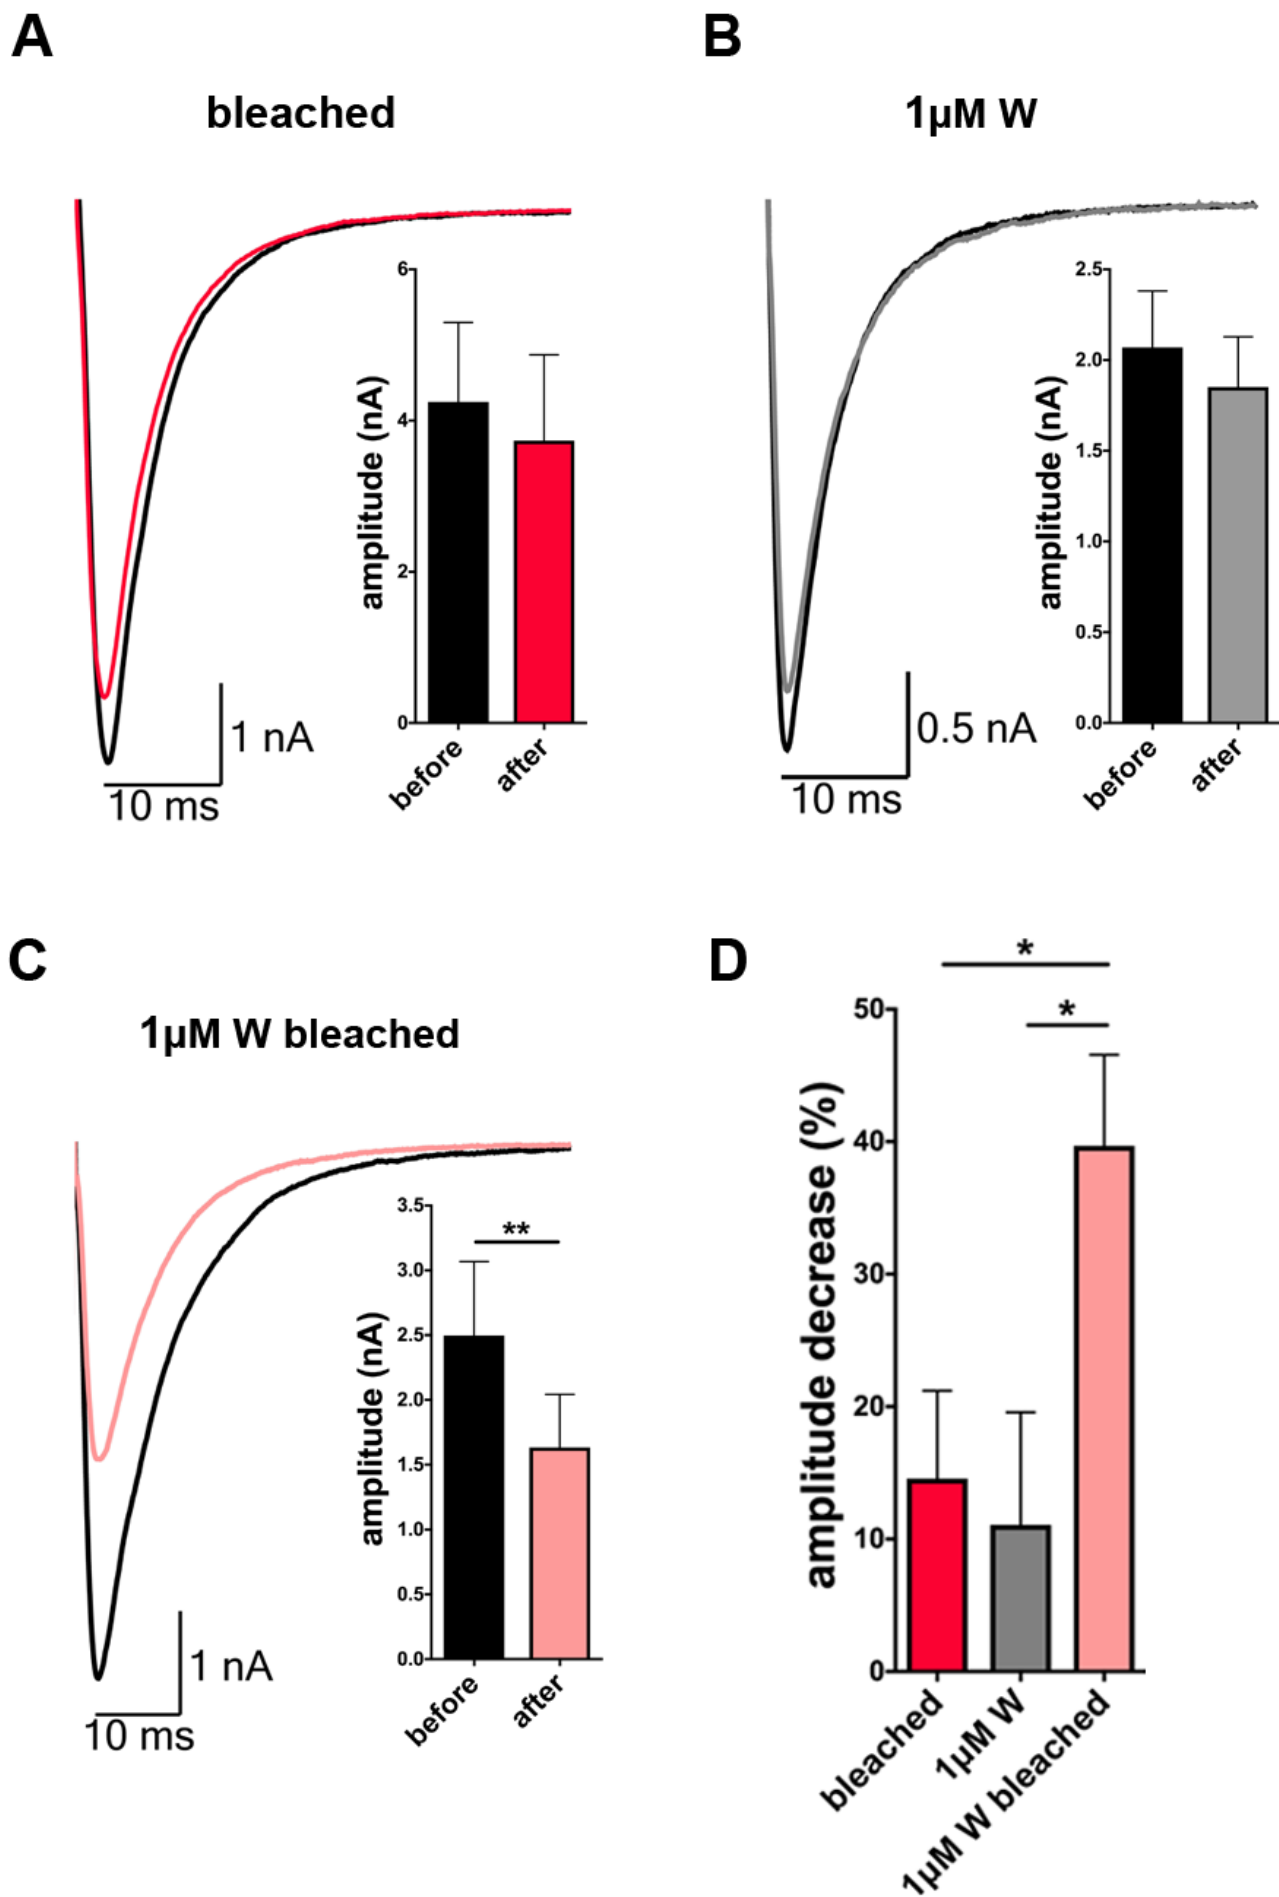 A
bleached
amplitude (nA)
6
4
2
0
before
after
1 nA
10 ms
B
1µM W
amplitude (nA)
2.5
2.0
1.5
1.0
0.5
0.0
before
after
0.5 nA
10 ms
C
1µM W bleached
amplitude (nA)
3.5
3.0
2.5
2.0
1.5
1.0
0.5
0.0
**
before
after
1 nA
10 ms
D
*
*
amplitude decrease (%)
50
40
30
20
10
0
bleached
1µM W
1µM W bleached